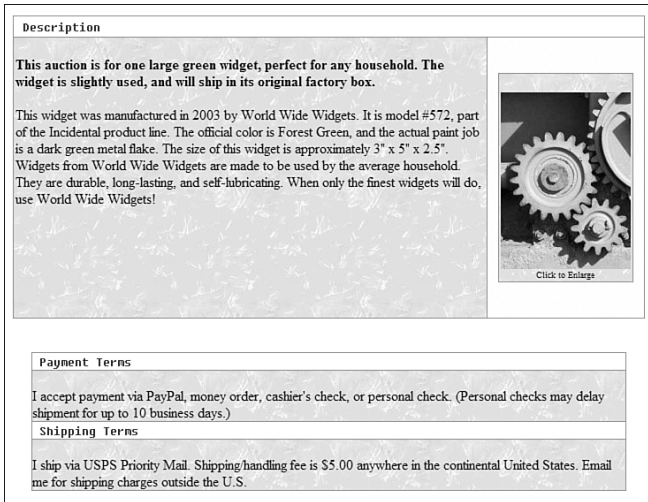 Description
This auction is for one large green widget, perfect for any household. The
widget is slightly used, and will ship in its original factory box.
This widget was manufactured in 2003 by World Wide Widgets. It is model #572, part
of the Incidental product line. The official color is Forest Green, and the actual paint job
is a dark green metal flake. The size of this widget is approximately 3" x 5" x 2.5".
Widgets from World Wide Widgets are made to be used by the average household.
They are durable, long-lasting, and self-lubricating. When only the finest widgets will do,
use World Wide Widgets!
Click to Enlarge
Payment Terms
I accept payment via PayPal, money order, cashier's check, or personal check. (Personal checks may delay
shipment for up to 10 business days.)
Shipping Terms
I ship via USPS Priority Mail. Shipping/handling fee is $5.00 anywhere in the continental United States. Email
me for shipping charges outside the U.S.